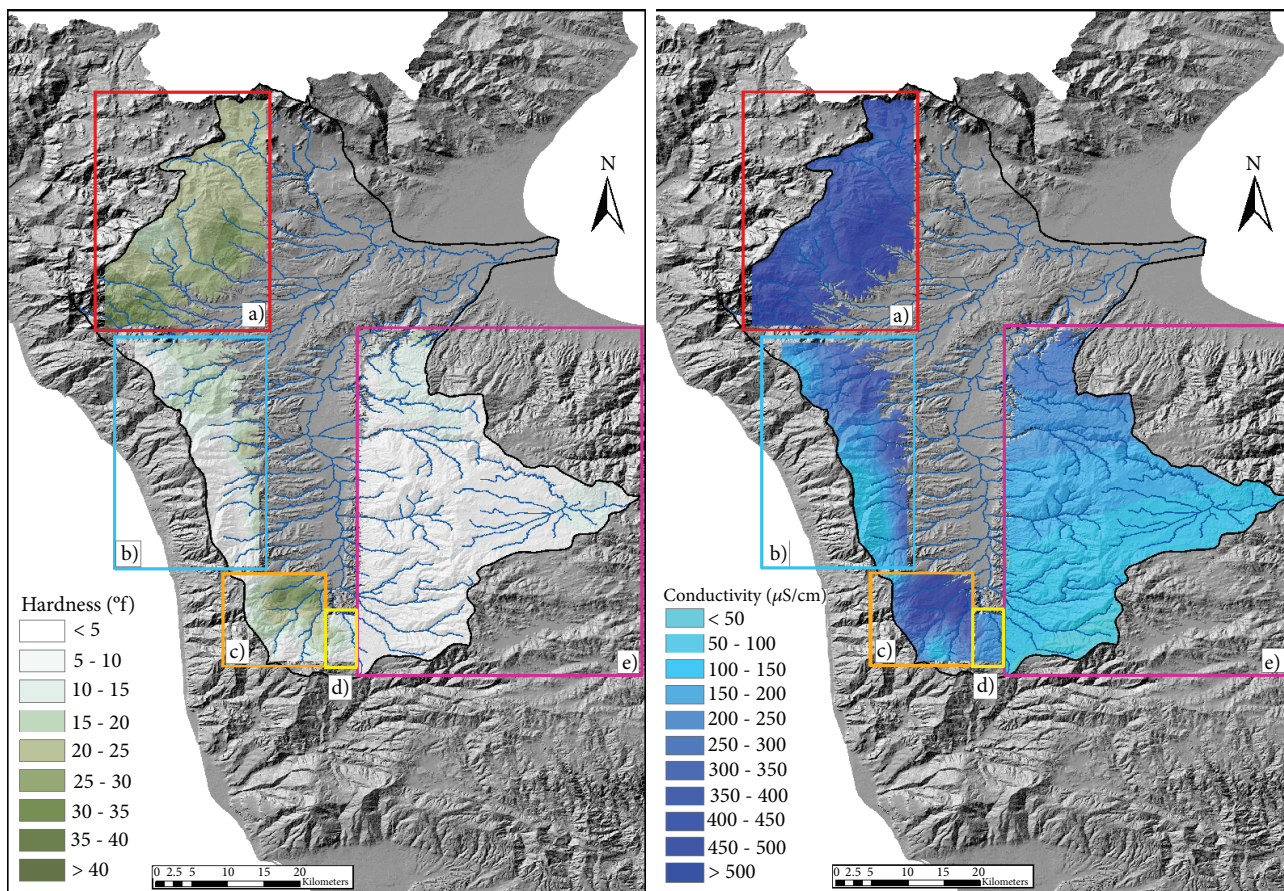 N
a)
b)
c)
d)
e)
Hardness (°f)
< 5
5 - 10
10 - 15
15 - 20
20 - 25
25 - 30
30 - 35
35 - 40
> 40
0 2.5 5 10 15 20
Kilometers
N
a)
b)
c)
d)
e)
Conductivity (µS/cm)
< 50
50 - 100
100 - 150
150 - 200
200 - 250
250 - 300
300 - 350
350 - 400
400 - 450
450 - 500
> 500
0 2.5 5 10 15 20
Kilometers